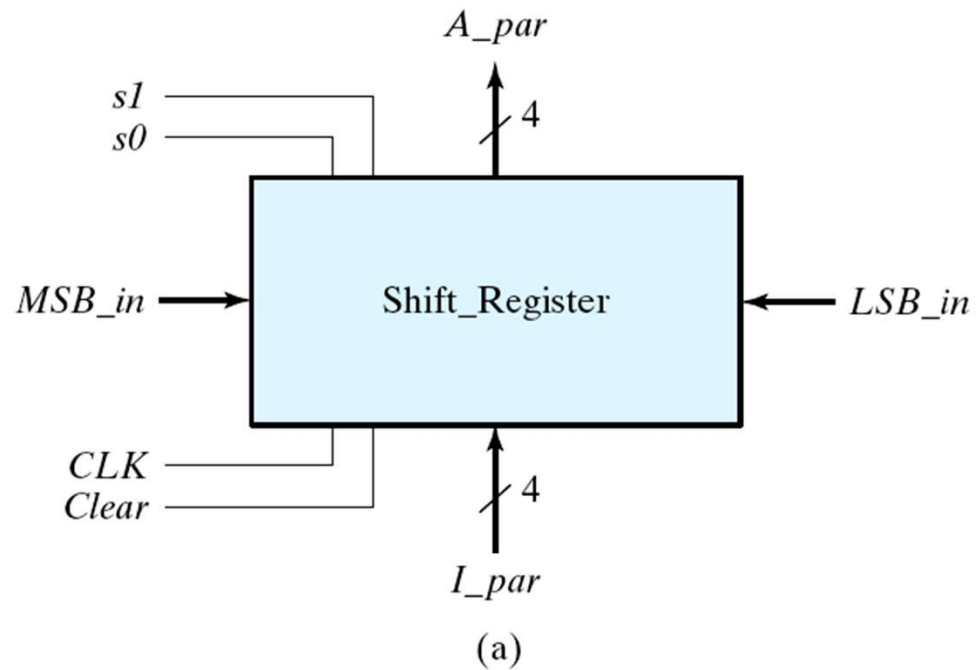 A_par
4
s1
s0
MSB_in
Shift_Register
LSB_in
CLK
Clear
4
I_par
(a)